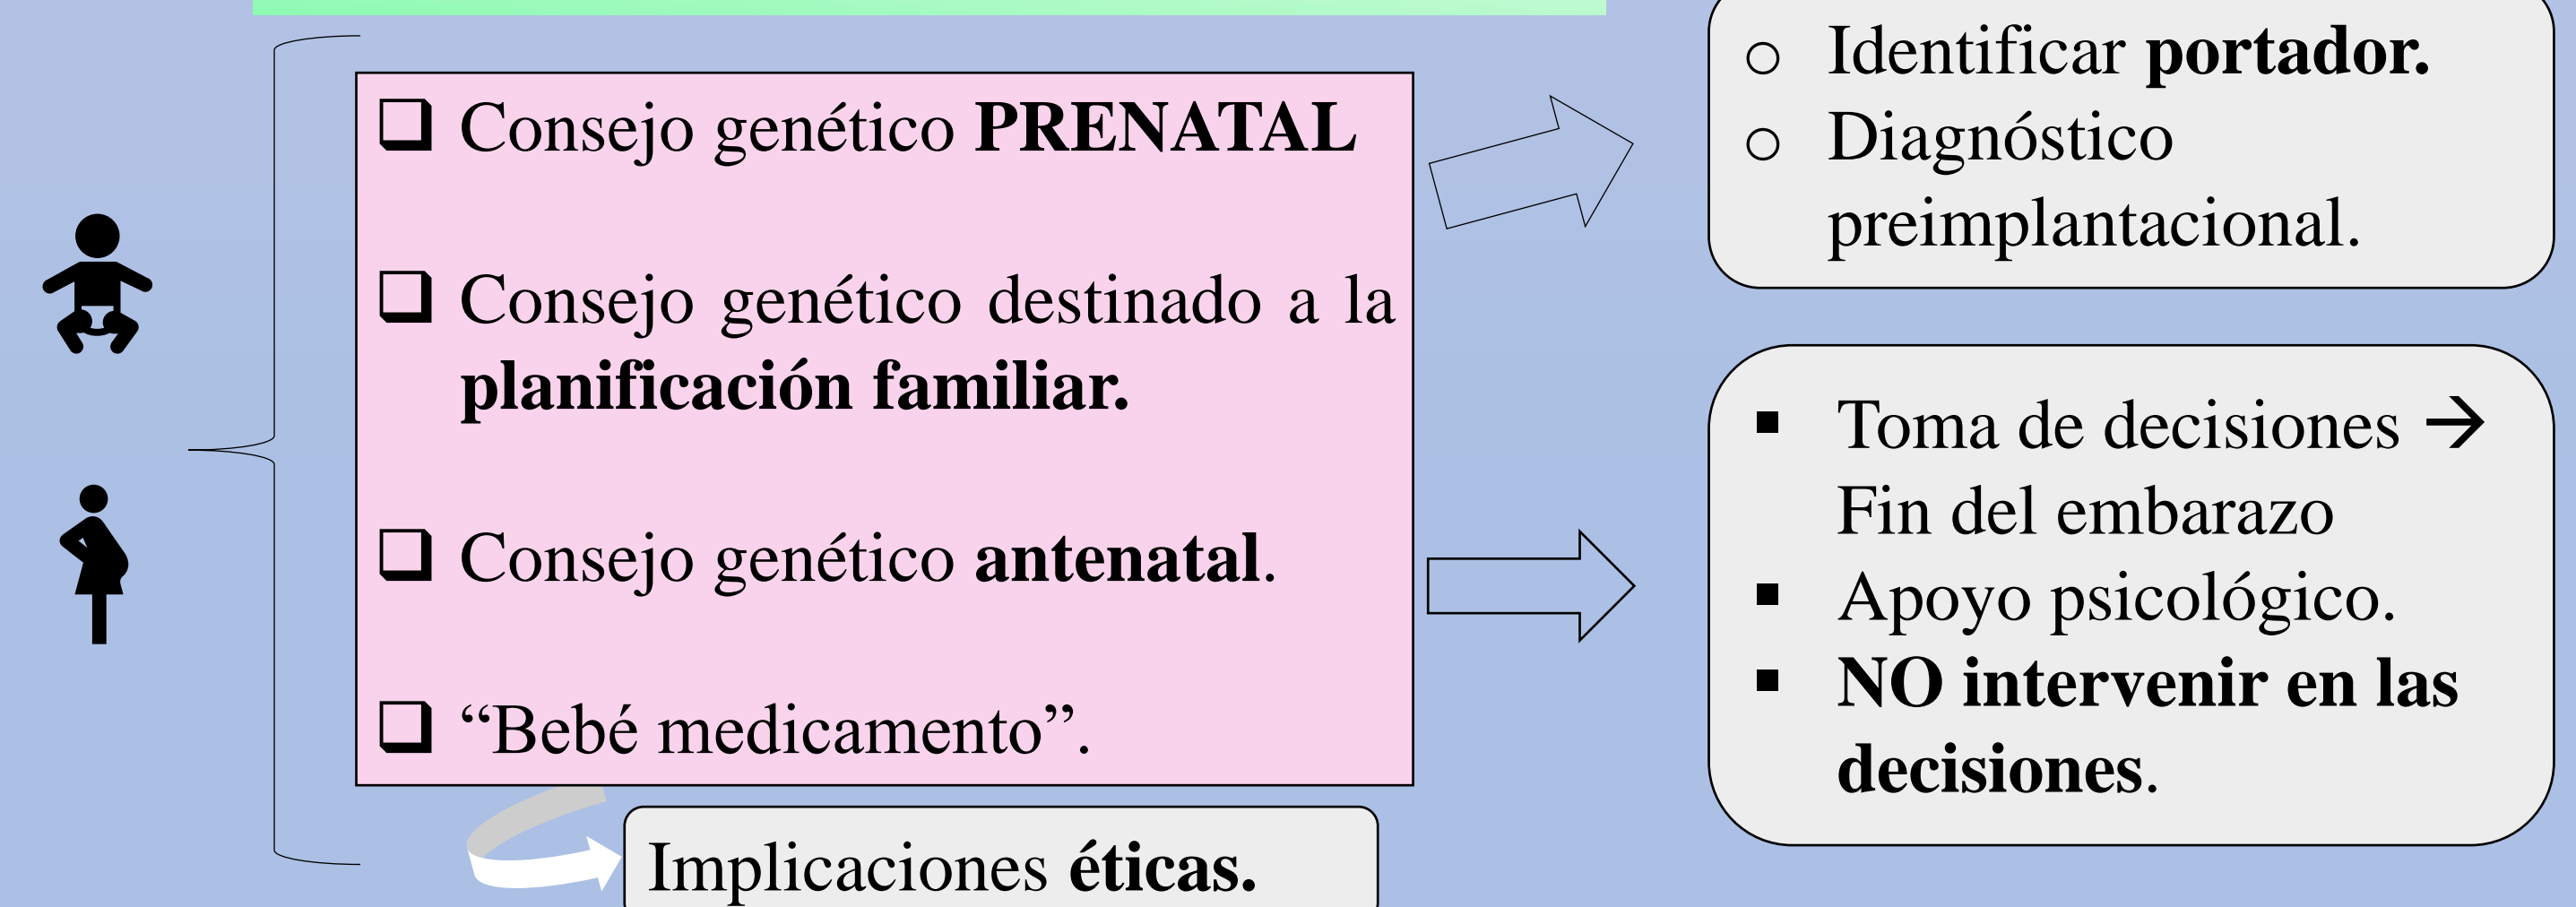 ❑ Consejo genético PRENATAL
❑ Consejo genético destinado a la
planificación familiar.
❑ Consejo genético antenatal.
❑ “Bebé medicamento”.
Implicaciones éticas.
o Identificar portador.
o Diagnóstico
preimplantacional.
▪ Toma de decisiones →
Fin del embarazo
▪ Apoyo psicológico.
▪ NO intervenir en las
decisiones.